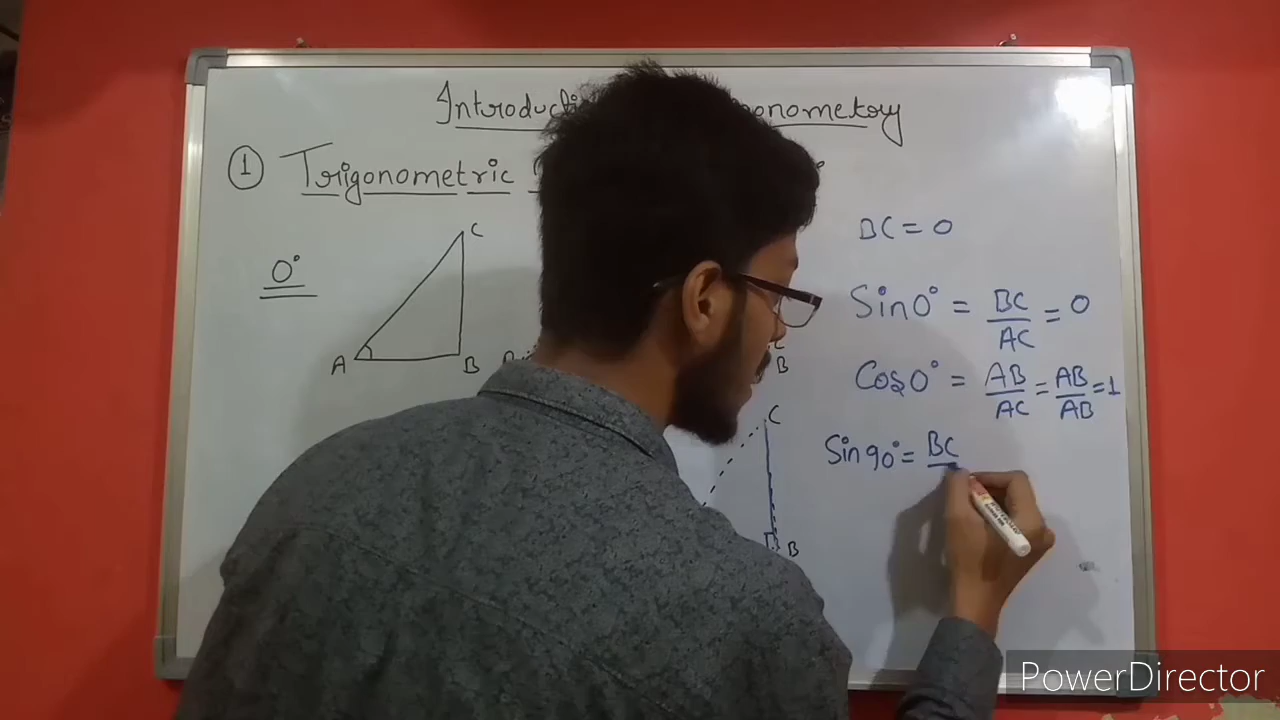 Introducti onometry
① Trigonometric
0°
C
A
B
C
B
C
B
BC = 0
Sin0° = BC/AC = 0
Cos0° = AB/AC = AB/AB = 1
Sin90° = BC
PowerDirector